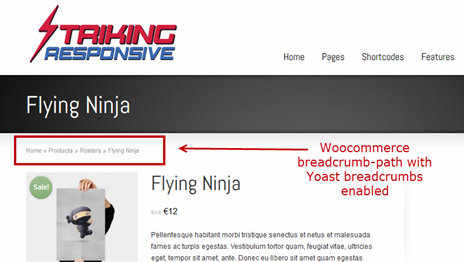 STRIKING
RESPONSIVE
Home Pages Shortcodes Features
Flying Ninja
Home » Products » Posters » Flying Ninja
Woocommerce
breadcrumb-path with
Yoast breadcrumbs
enabled
Sale!
Flying Ninja
€15 €12
Pellentesque habitant morbi tristique senectus et netus et malesuada
fames ac turpis egestas. Vestibulum tortor quam, feugiat vitae, ultricies
eget, tempor sit amet, ante. Donec eu libero sit amet quam egestas